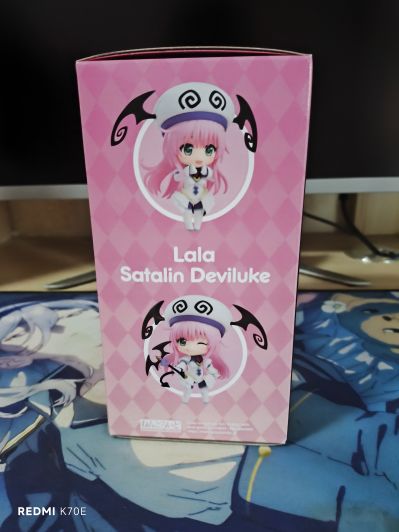 Lala
Satalin Deviluke
REDMI K70E